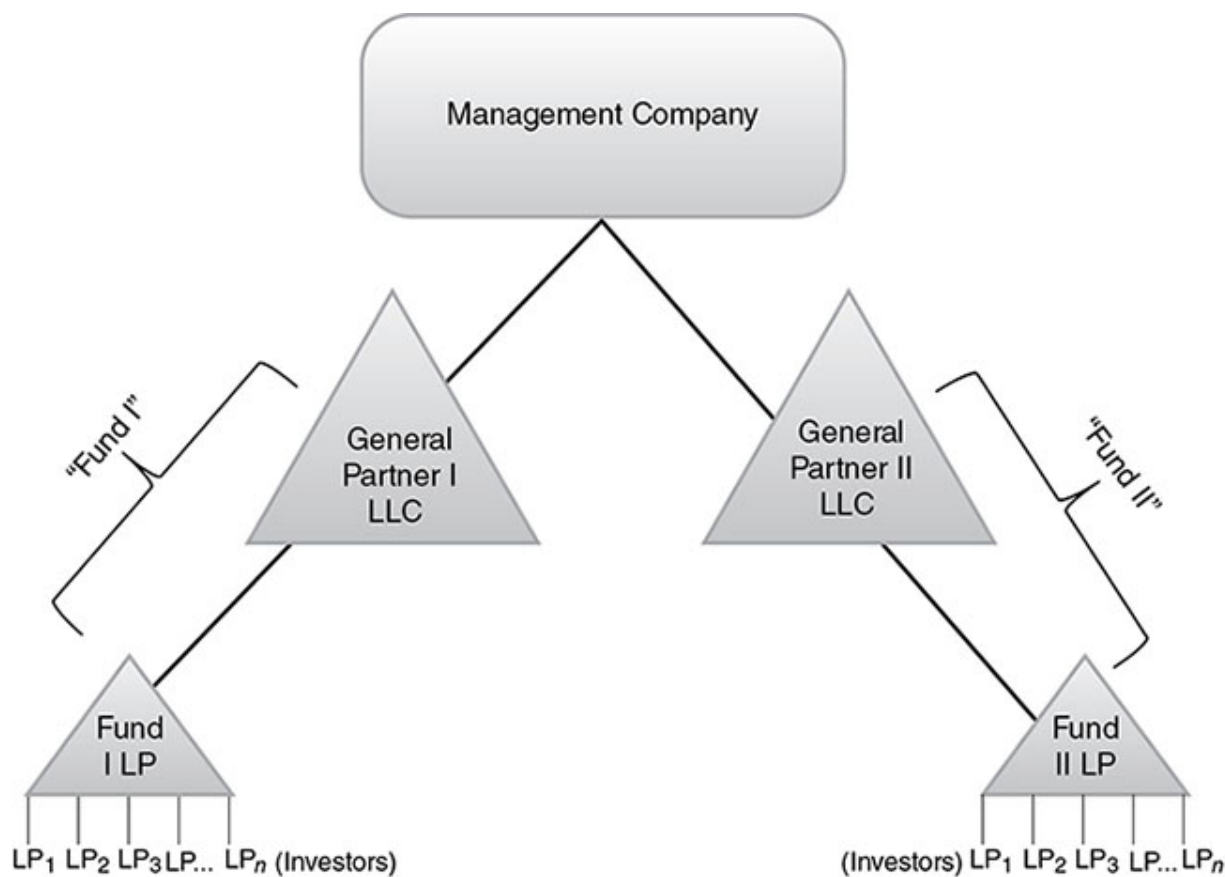 Management Company
“Fund I”
General
Partner I
LLC
General
Partner II
LLC
“Fund II”
Fund
I LP
Fund
II LP
LP₁ LP₂ LP₃ LP... LPₙ (Investors)
(Investors) LP₁ LP₂ LP₃ LP... LPₙ